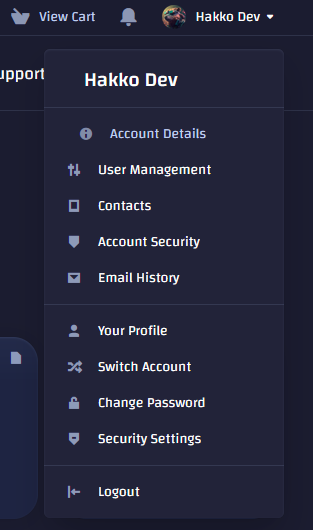 View Cart
Hakko Dev
upport
Hakko Dev
Account Details
User Management
Contacts
Account Security
Email History
Your Profile
Switch Account
Change Password
Security Settings
Logout